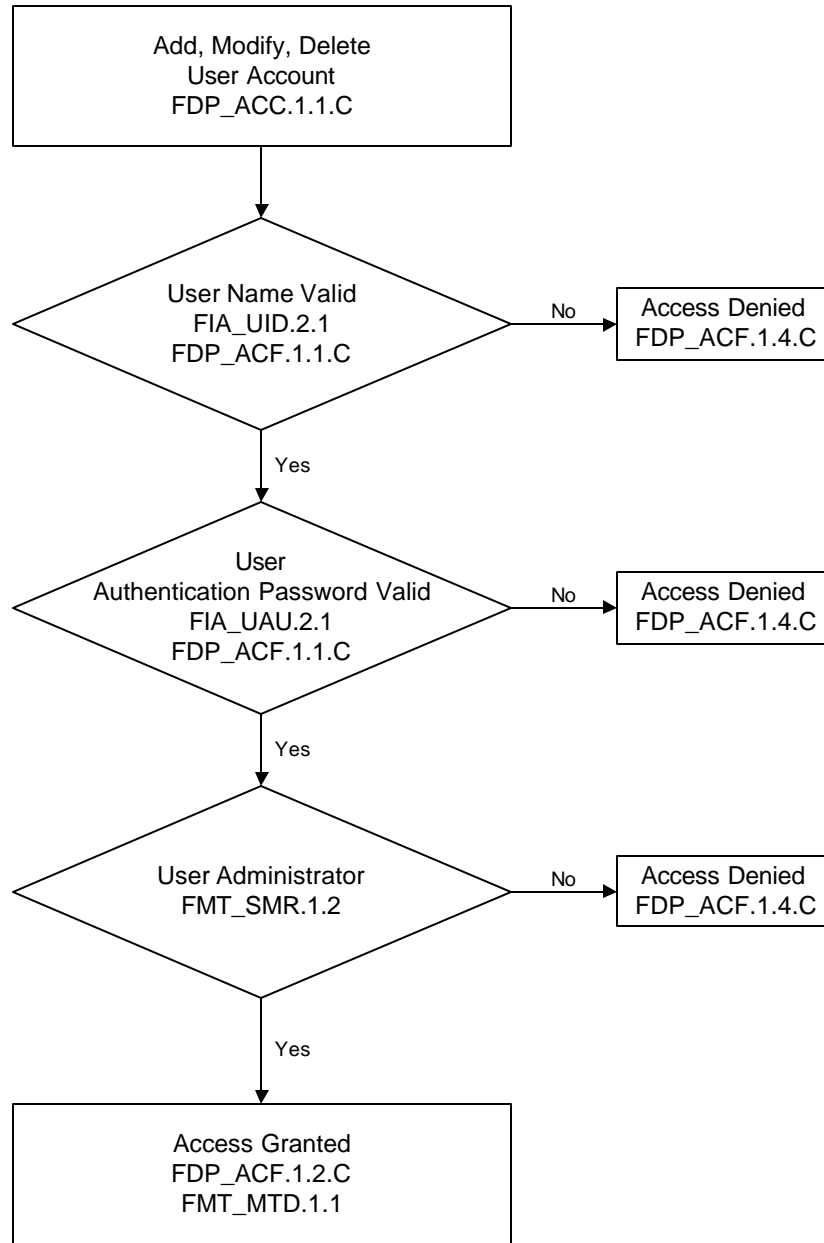 Add, Modify, Delete
User Account
FDP_ACC.1.1.C
User Name Valid
FIA_UID.2.1
FDP_ACF.1.1.C
No
Access Denied
FDP_ACF.1.4.C
Yes
User
Authentication Password Valid
FIA_UAU.2.1
FDP_ACF.1.1.C
No
Access Denied
FDP_ACF.1.4.C
Yes
User Administrator
FMT_SMR.1.2
No
Access Denied
FDP_ACF.1.4.C
Yes
Access Granted
FDP_ACF.1.2.C
FMT_MTD.1.1